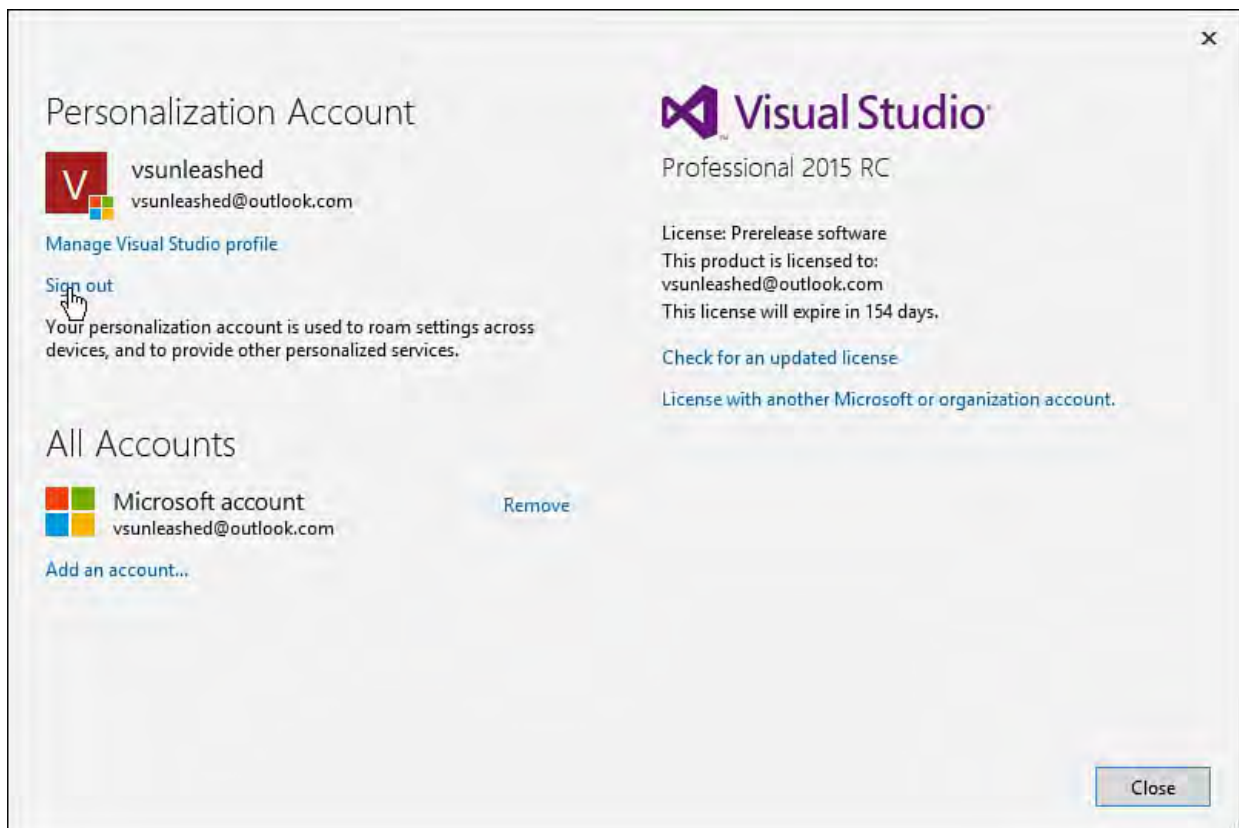 Personalization Account
V
vsunleashed
vsunleashed@outlook.com
Manage Visual Studio profile
Sign out
Your personalization account is used to roam settings across
devices, and to provide other personalized services.
All Accounts
Microsoft account
vsunleashed@outlook.com
Remove
Add an account...
Visual Studio
Professional 2015 RC
License: Prerelease software
This product is licensed to:
vsunleashed@outlook.com
This license will expire in 154 days.
Check for an updated license
License with another Microsoft or organization account.
Close